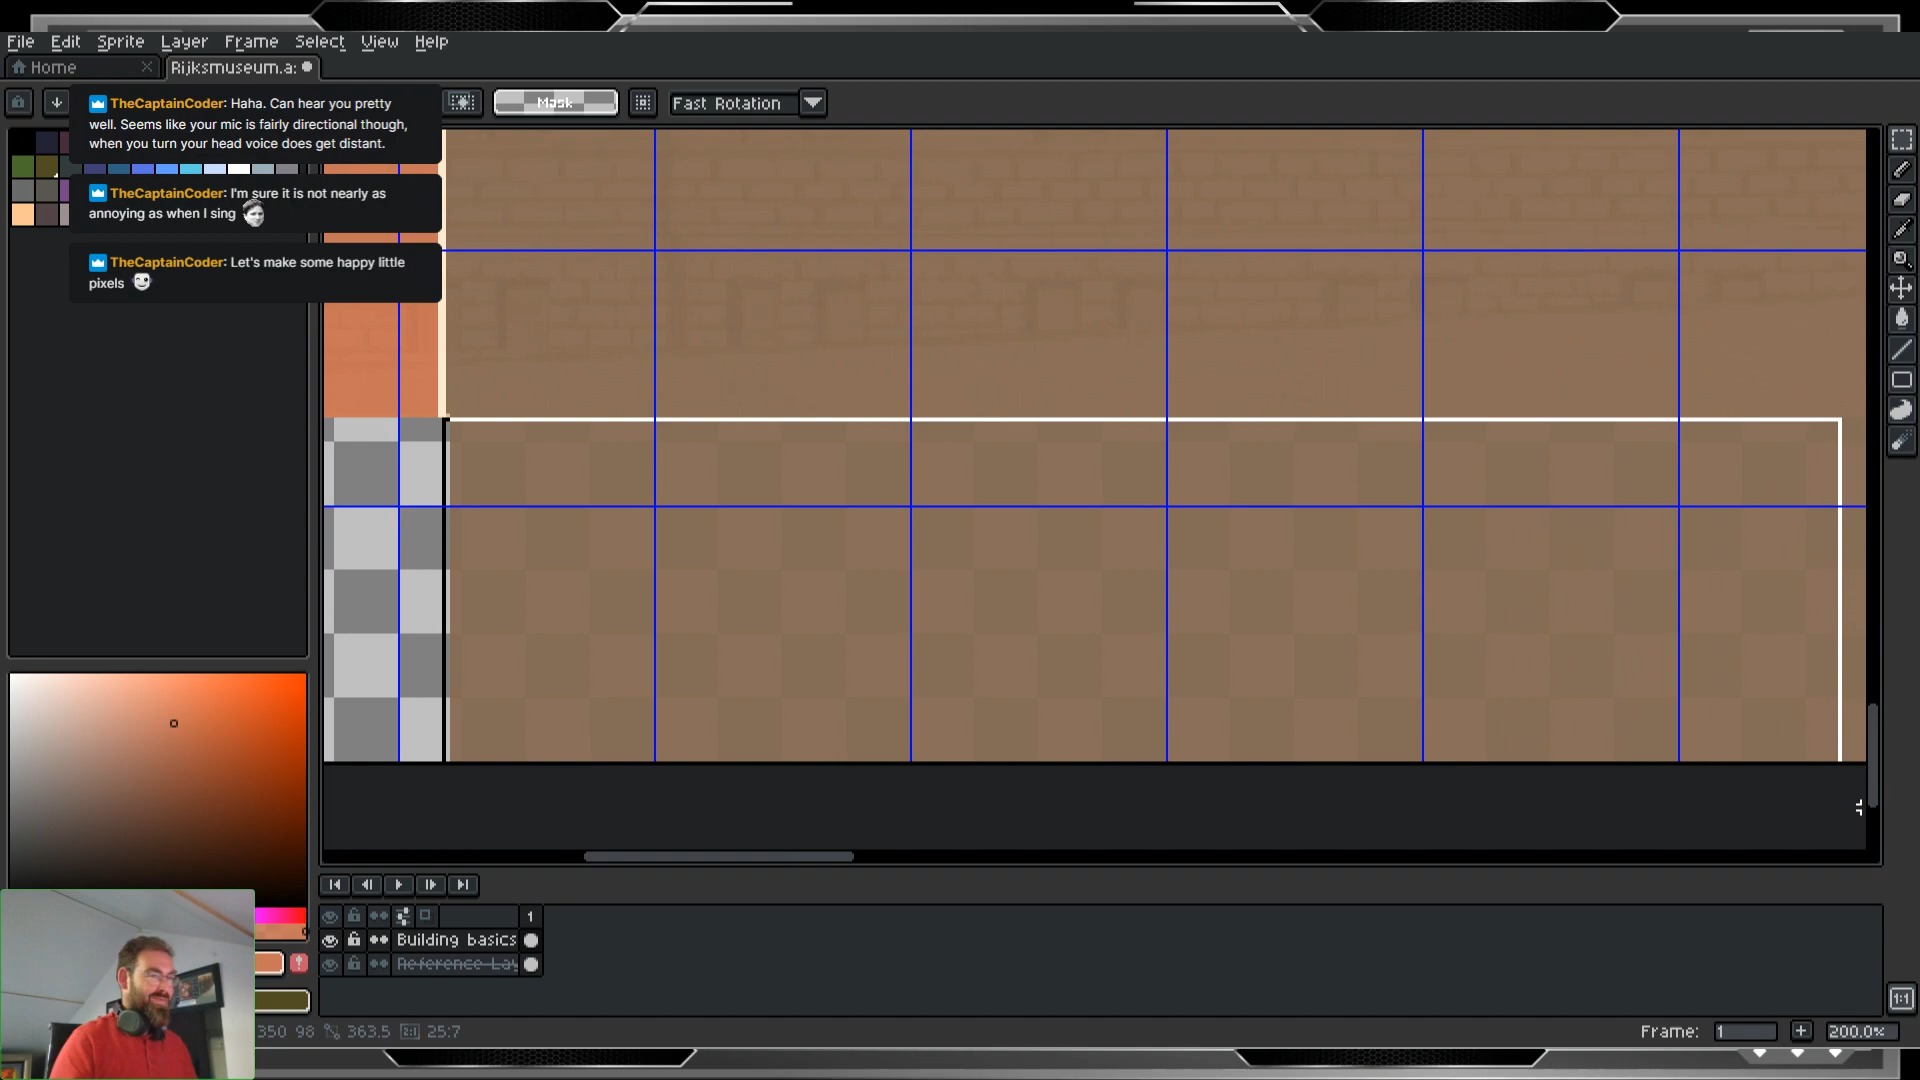 File Edit Sprite Layer Frame Select View Help
Home
Rijksmuseum.a:
TheCaptainCoder: Haha. Can hear you pretty
well. Seems like your mic is fairly directional though,
when you turn your head voice does get distant.
Mask
Fast Rotation
TheCaptainCoder: I'm sure it is not nearly as
annoying as when I sing
TheCaptainCoder: Let's make some happy little
pixels
1
Building basics
Reference Lay
350 98 363.5 25:7
Frame: 1 + 200.0%
1:1